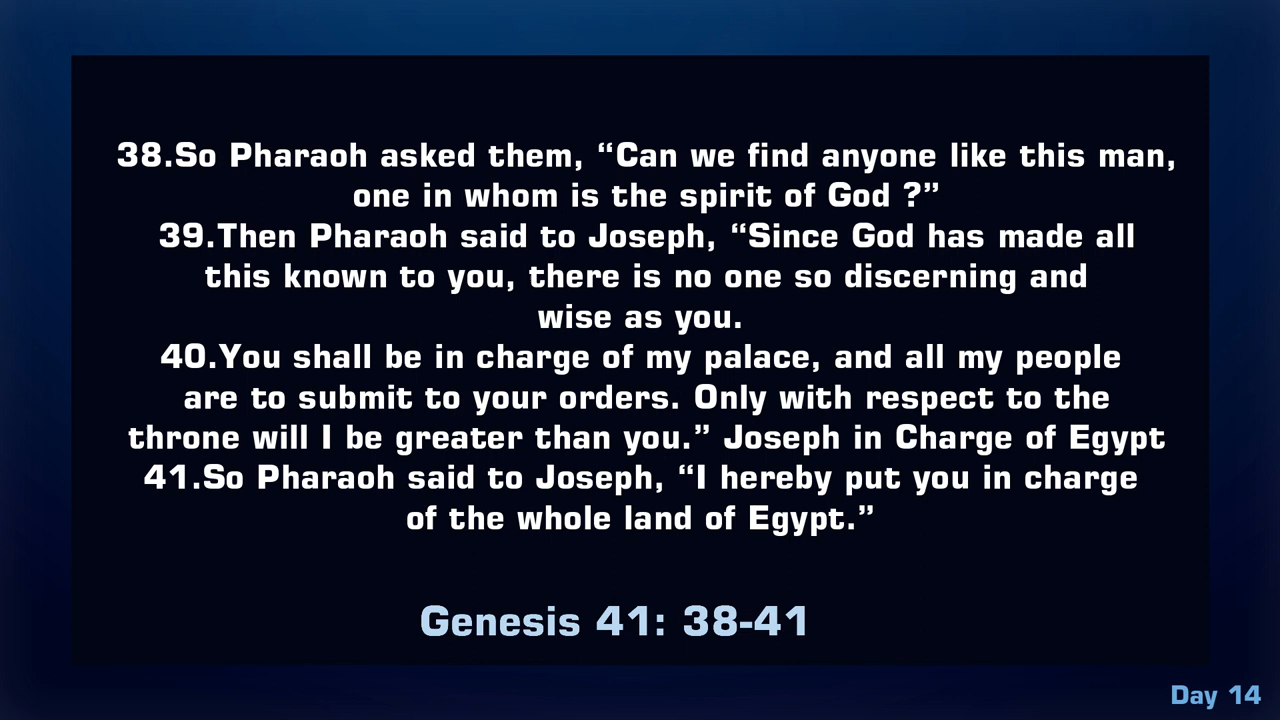 38.So Pharaoh asked them, “Can we find anyone like this man,
one in whom is the spirit of God ?”
39.Then Pharaoh said to Joseph, “Since God has made all
this known to you, there is no one so discerning and
wise as you.
40.You shall be in charge of my palace, and all my people
are to submit to your orders. Only with respect to the
throne will I be greater than you.” Joseph in Charge of Egypt
41.So Pharaoh said to Joseph, “I hereby put you in charge
of the whole land of Egypt.”
Genesis 41: 38-41
Day 14